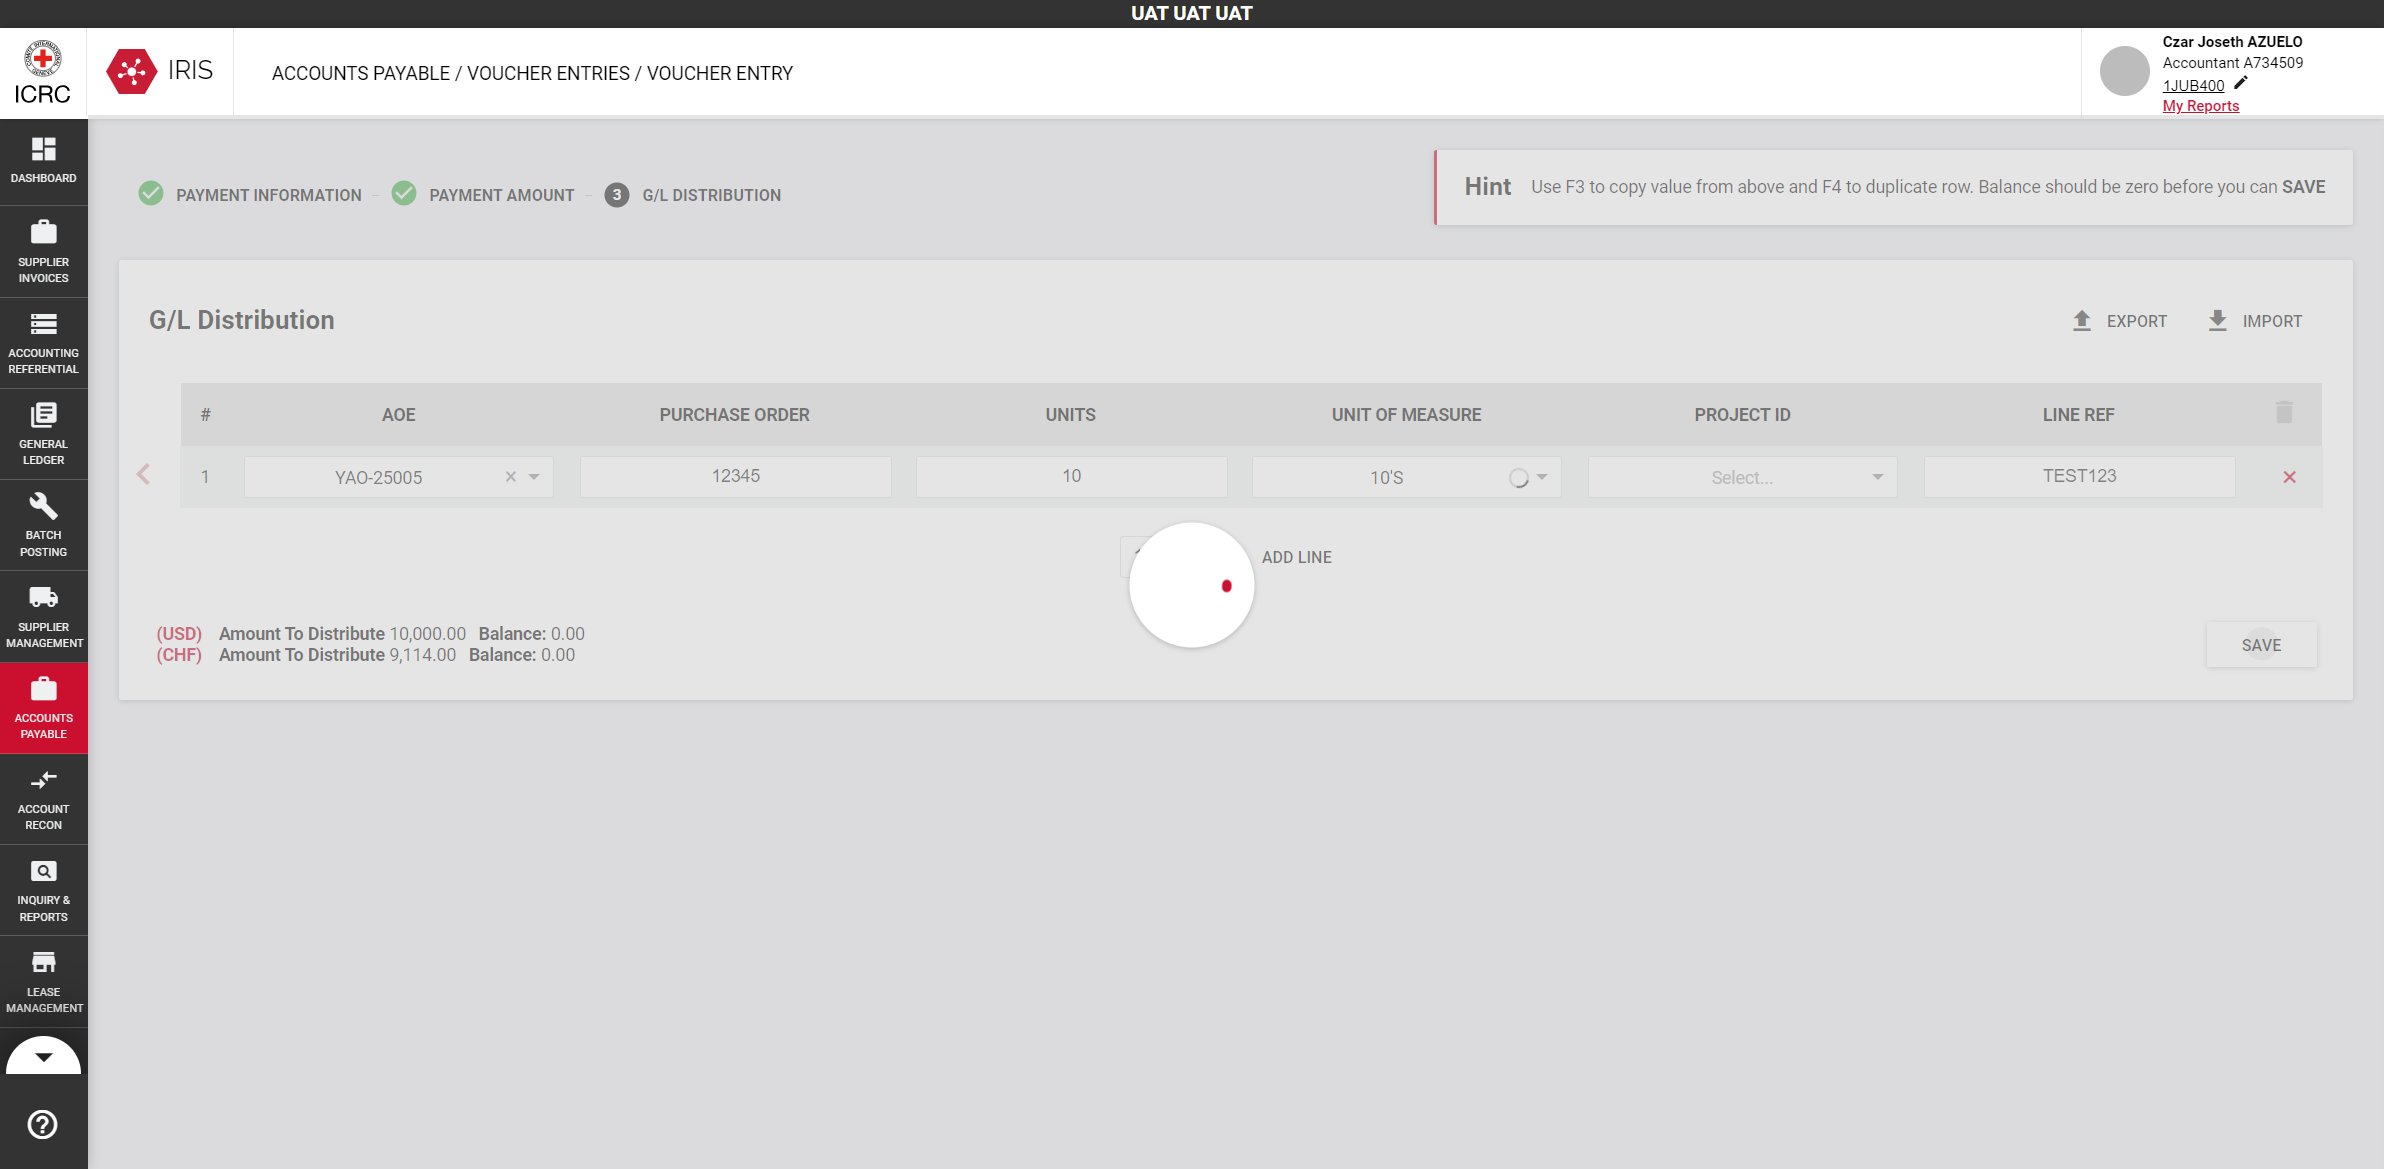 UAT UAT UAT
ICRC
IRIS
ACCOUNTS PAYABLE / VOUCHER ENTRIES / VOUCHER ENTRY
Czar Joseth AZUELO
Accountant A734509
1JUB400
My Reports
DASHBOARD
SUPPLIER
INVOICES
ACCOUNTING
REFERENTIAL
GENERAL
LEDGER
BATCH
POSTING
SUPPLIER
MANAGEMENT
ACCOUNTS
PAYABLE
ACCOUNT
RECON
INQUIRY &
REPORTS
LEASE
MANAGEMENT
PAYMENT INFORMATION
PAYMENT AMOUNT
3 G/L DISTRIBUTION
Hint Use F3 to copy value from above and F4 to duplicate row. Balance should be zero before you can SAVE
G/L Distribution
EXPORT
IMPORT
# AOE PURCHASE ORDER UNITS UNIT OF MEASURE PROJECT ID LINE REF
1 YAO-25005 12345 10 10'S Select... TEST123
ADD LINE
(USD) Amount To Distribute 10,000.00 Balance: 0.00
(CHF) Amount To Distribute 9,114.00 Balance: 0.00
SAVE